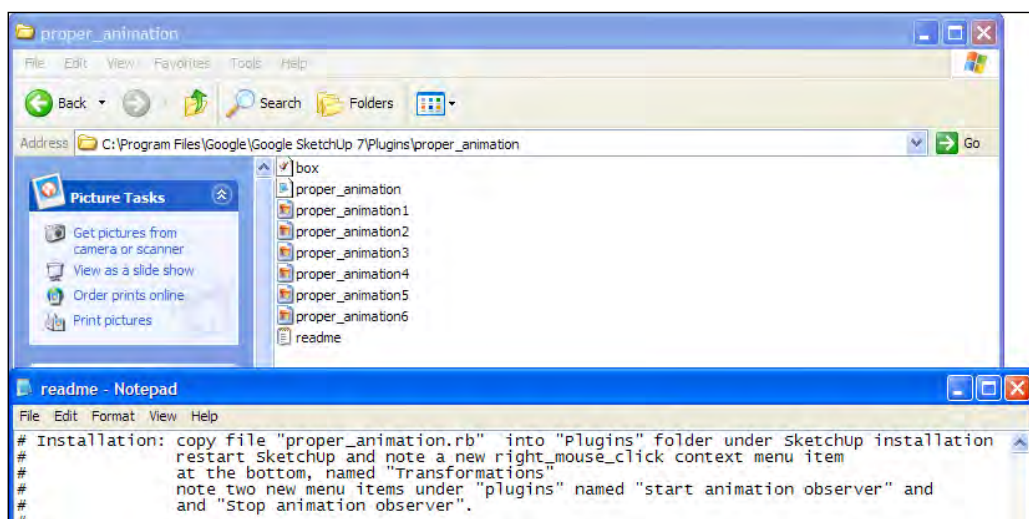 proper_animation
File Edit View Favorites Tools Help
Back Search Folders
Address C:\Program Files\Google\Google SketchUp 7\Plugins\proper_animation Go
Picture Tasks
Get pictures from
camera or scanner
View as a slide show
Order prints online
Print pictures
box
proper_animation
proper_animation1
proper_animation2
proper_animation3
proper_animation4
proper_animation5
proper_animation6
readme
readme - Notepad
File Edit Format View Help
# Installation: copy file "proper_animation.rb" into "Plugins" folder under SketchUp installation
# restart SketchUp and note a new right_mouse_click context menu item
# at the bottom, named "Transformations"
# note two new menu items under "plugins" named "start animation observer" and
# and "Stop animation observer".
#